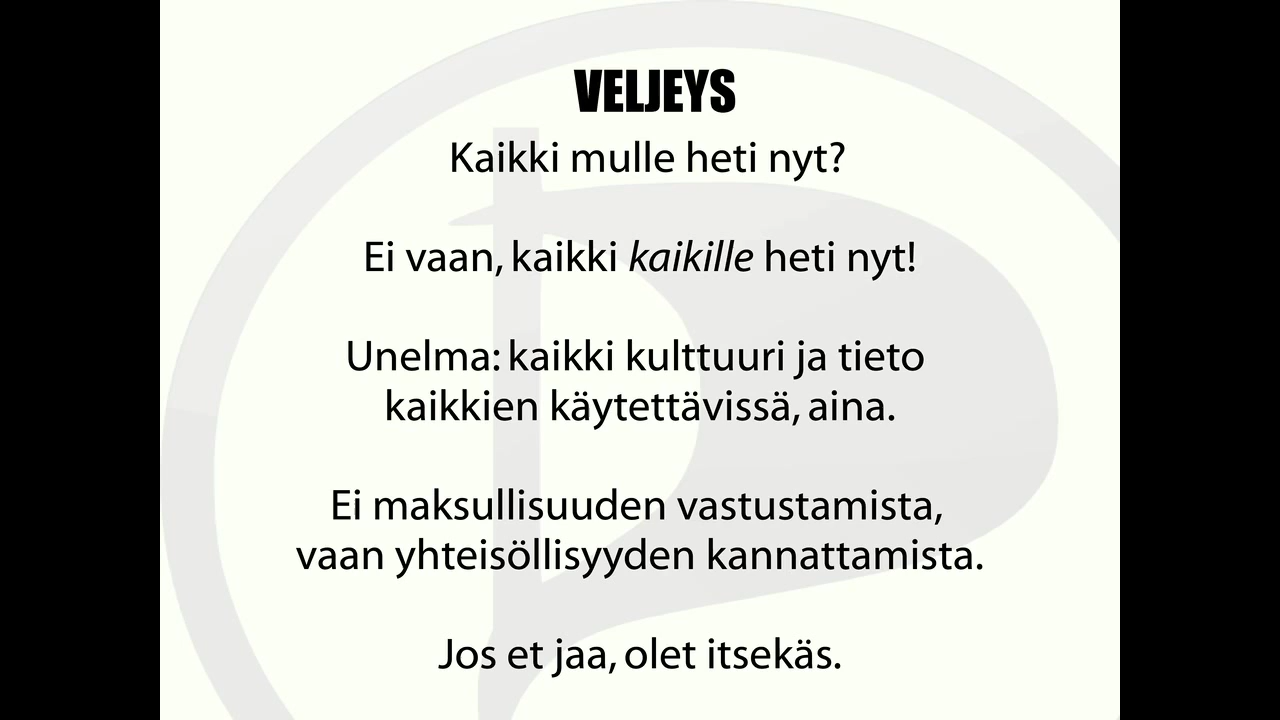 VELJEYS
Kaikki mulle heti nyt?
Ei vaan, kaikki kaikille heti nyt!
Unelma: kaikki kulttuuri ja tieto
kaikkien käytettävissä, aina.
Ei maksullisuuden vastustamista,
vaan yhteisöllisyyden kannattamista.
Jos et jaa, olet itsekäs.